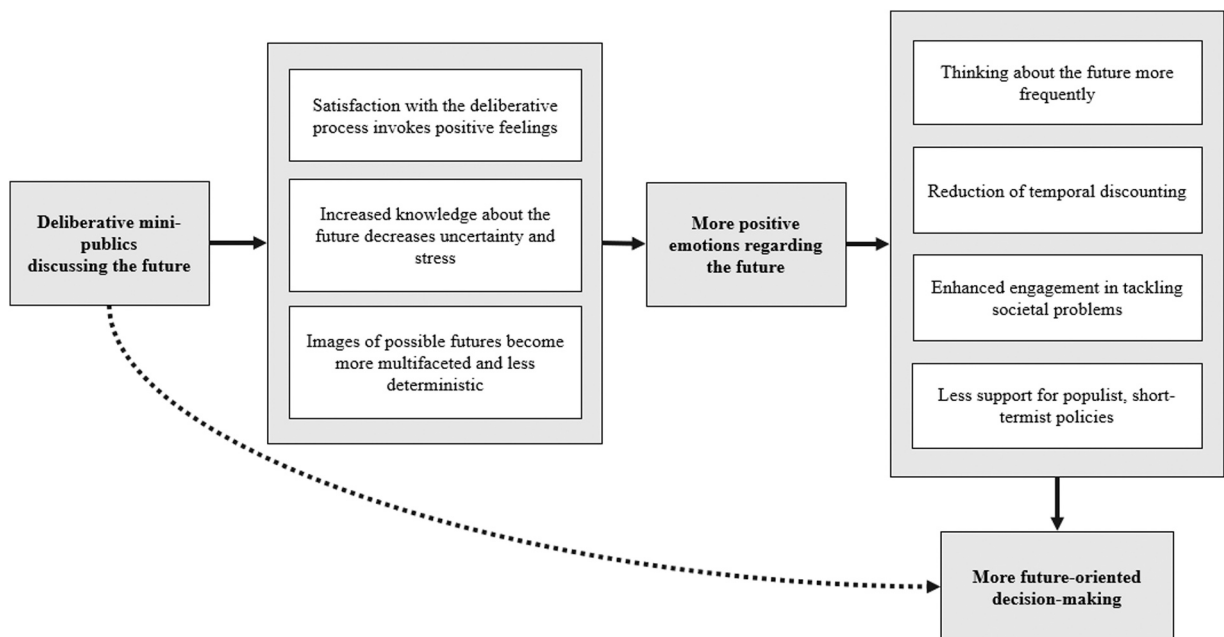 Deliberative mini-
publics
discussing the future
Satisfaction with the deliberative
process invokes positive feelings
Increased knowledge about the
future decreases uncertainty and
stress
Images of possible futures become
more multifaceted and less
deterministic
More positive
emotions regarding
the future
Thinking about the future more
frequently
Reduction of temporal discounting
Enhanced engagement in tackling
societal problems
Less support for populist, short-
termist policies
More future-oriented
decision-making